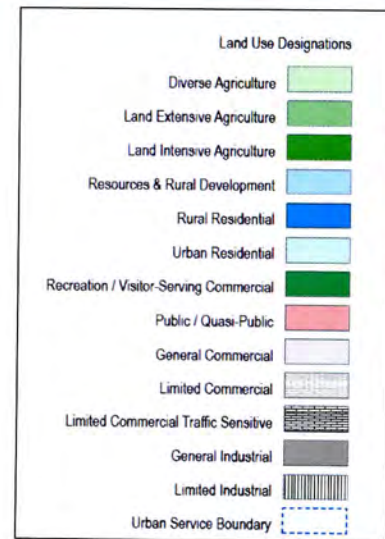 Land Use Designations
Diverse Agriculture
Land Extensive Agriculture
Land Intensive Agriculture
Resources & Rural Development
Rural Residential
Urban Residential
Recreation / Visitor-Serving Commercial
Public / Quasi-Public
General Commercial
Limited Commercial
Limited Commercial Traffic Sensitive
General Industrial
Limited Industrial
Urban Service Boundary